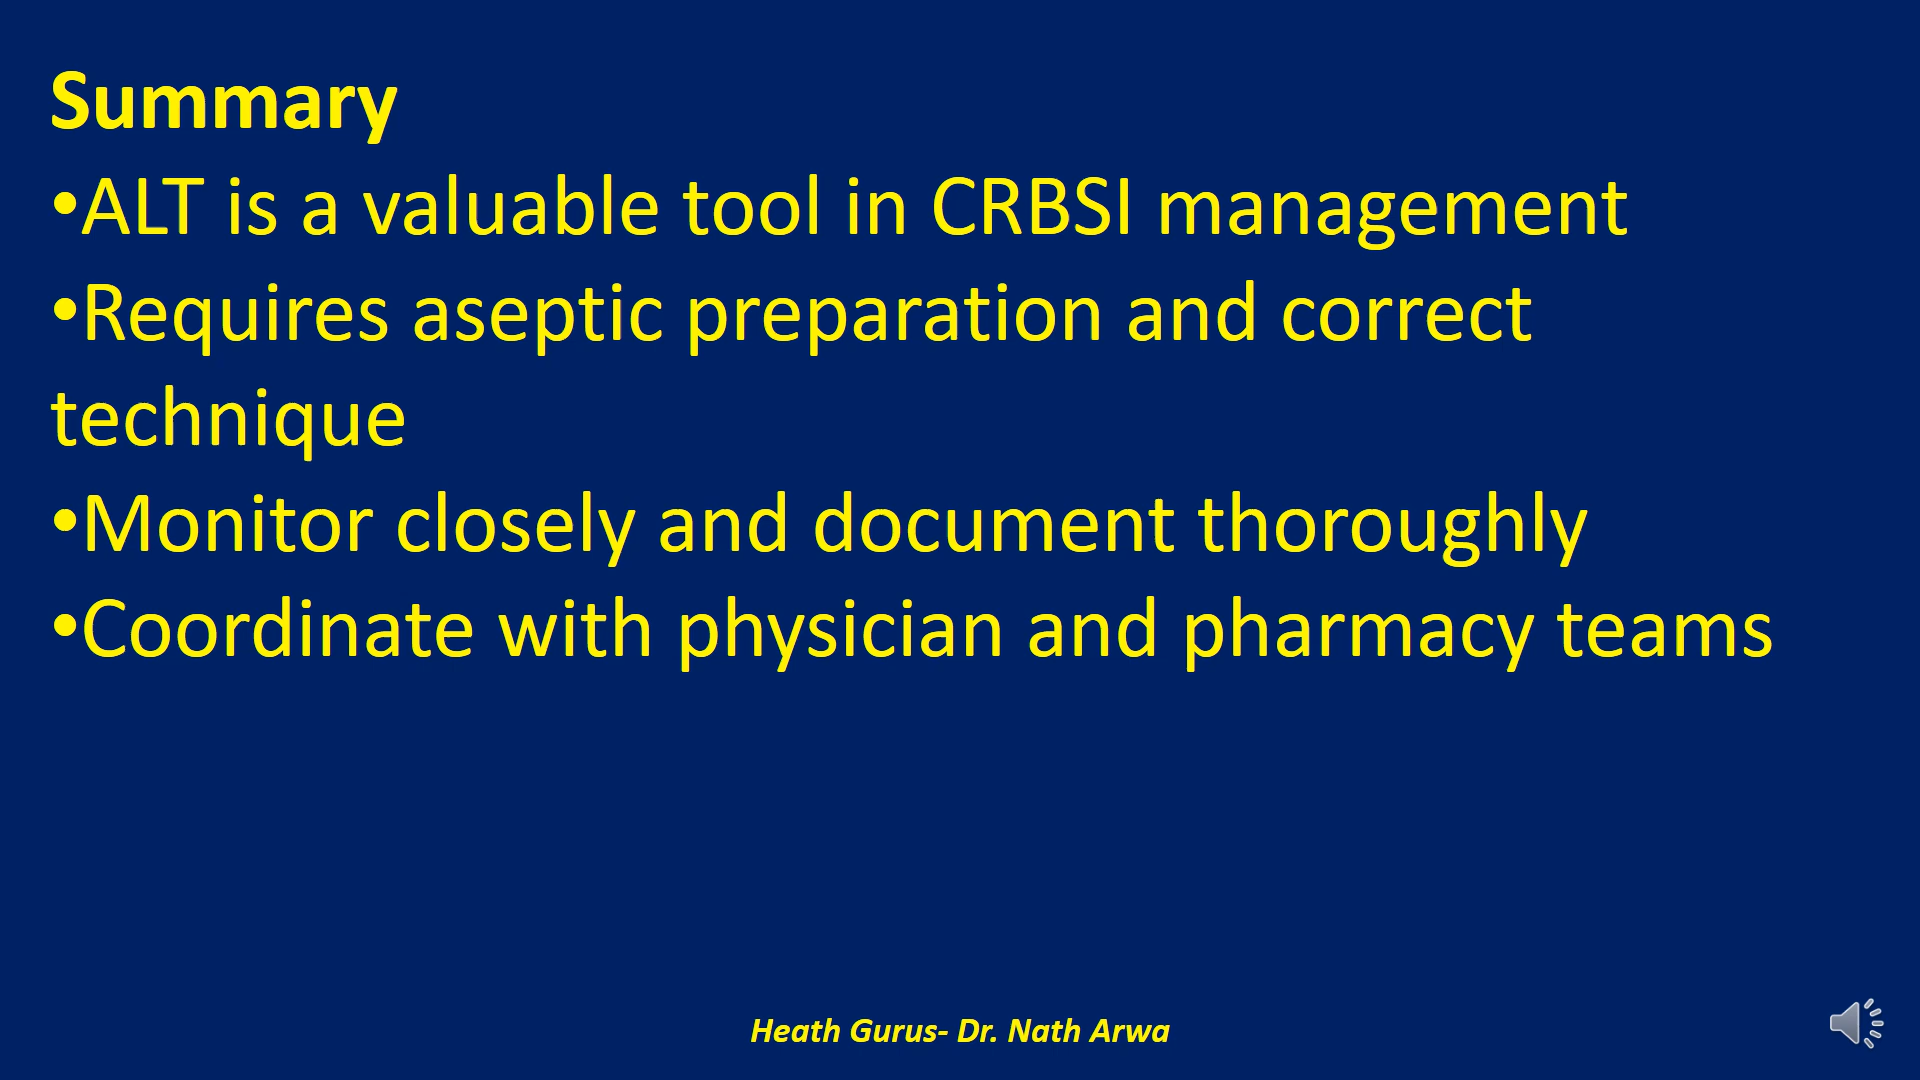 Summary
•ALT is a valuable tool in CRBSI management
•Requires aseptic preparation and correct
technique
•Monitor closely and document thoroughly
•Coordinate with physician and pharmacy teams
Heath Gurus- Dr. Nath Arwa